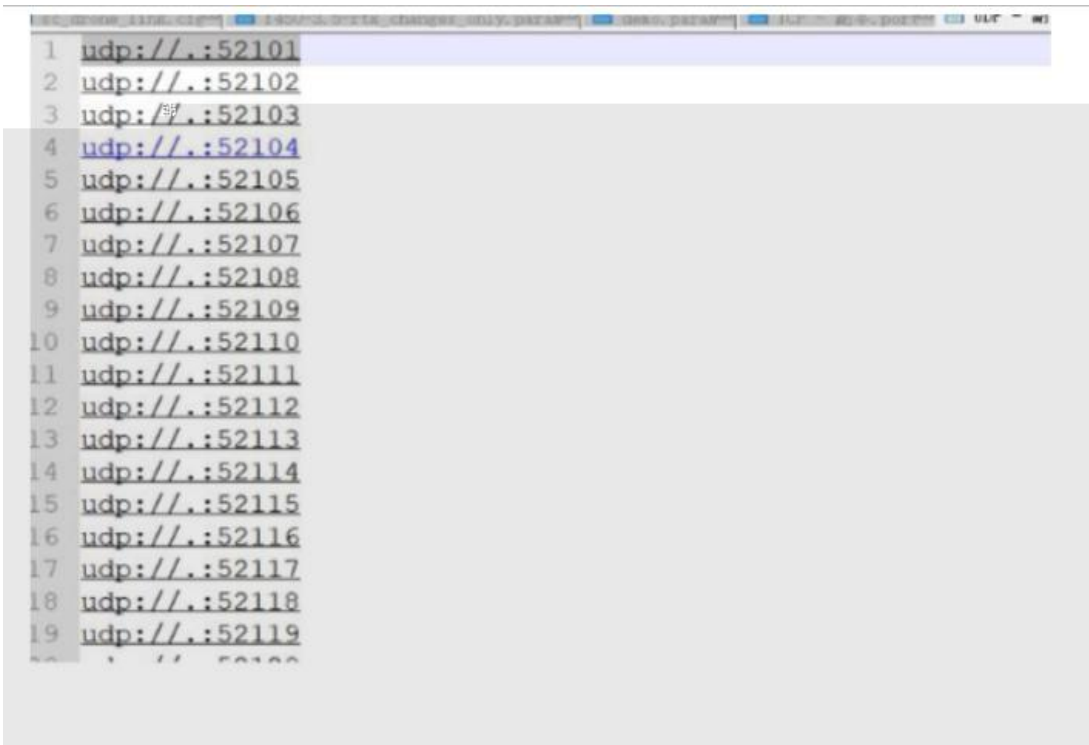 1 udp://.:52101
2 udp://.:52102
3 udp://.:52103
4 udp://.:52104
5 udp://.:52105
6 udp://.:52106
7 udp://.:52107
8 udp://.:52108
9 udp://.:52109
10 udp://.:52110
11 udp://.:52111
12 udp://.:52112
13 udp://.:52113
14 udp://.:52114
15 udp://.:52115
16 udp://.:52116
17 udp://.:52117
18 udp://.:52118
19 udp://.:52119